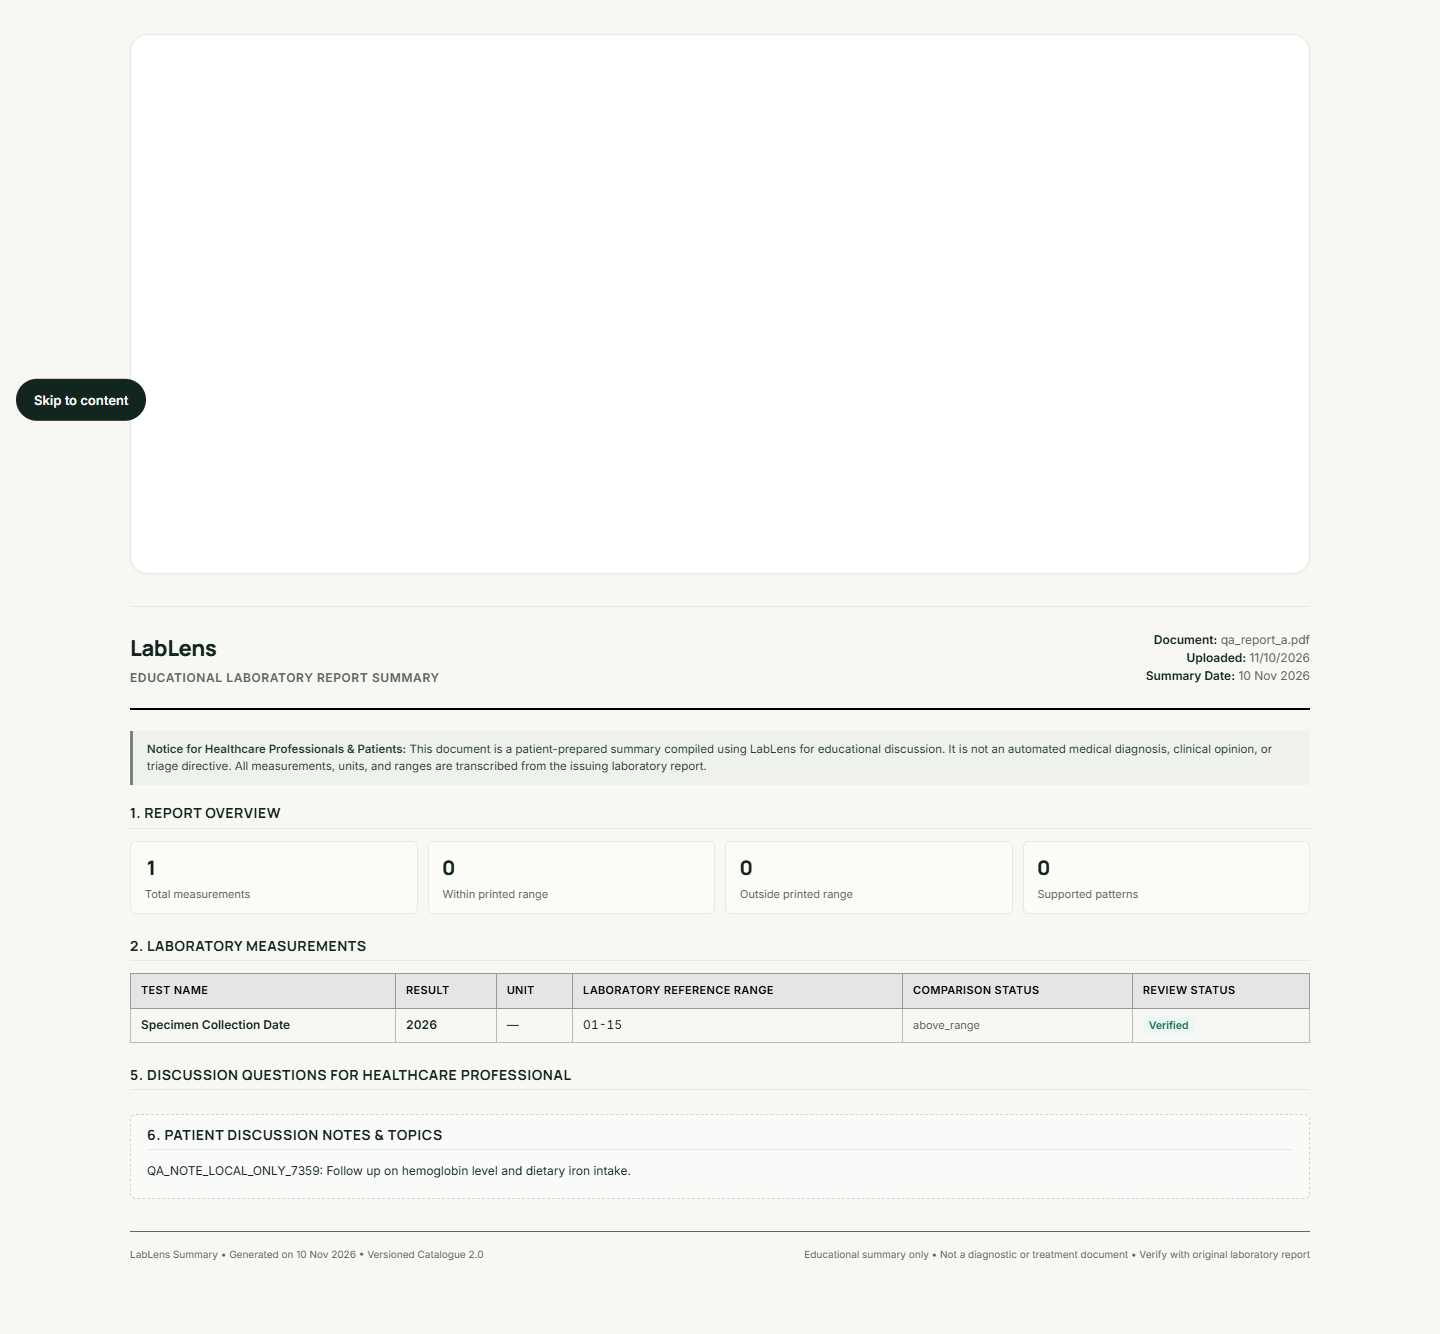 Skip to content
LabLens
EDUCATIONAL LABORATORY REPORT SUMMARY
Document: qa_report_a.pdf
Uploaded: 11/10/2026
Summary Date: 10 Nov 2026
Notice for Healthcare Professionals & Patients: This document is a patient-prepared summary compiled using LabLens for educational discussion. It is not an automated medical diagnosis, clinical opinion, or
triage directive. All measurements, units, and ranges are transcribed from the issuing laboratory report.
1. REPORT OVERVIEW
1
Total measurements
0
Within printed range
0
Outside printed range
0
Supported patterns
2. LABORATORY MEASUREMENTS
TEST NAME RESULT UNIT LABORATORY REFERENCE RANGE COMPARISON STATUS REVIEW STATUS
Specimen Collection Date 2026 — 01-15 above_range Verified
5. DISCUSSION QUESTIONS FOR HEALTHCARE PROFESSIONAL
6. PATIENT DISCUSSION NOTES & TOPICS
QA_NOTE_LOCAL_ONLY_7359: Follow up on hemoglobin level and dietary iron intake.
LabLens Summary • Generated on 10 Nov 2026 • Versioned Catalogue 2.0
Educational summary only • Not a diagnostic or treatment document • Verify with original laboratory report